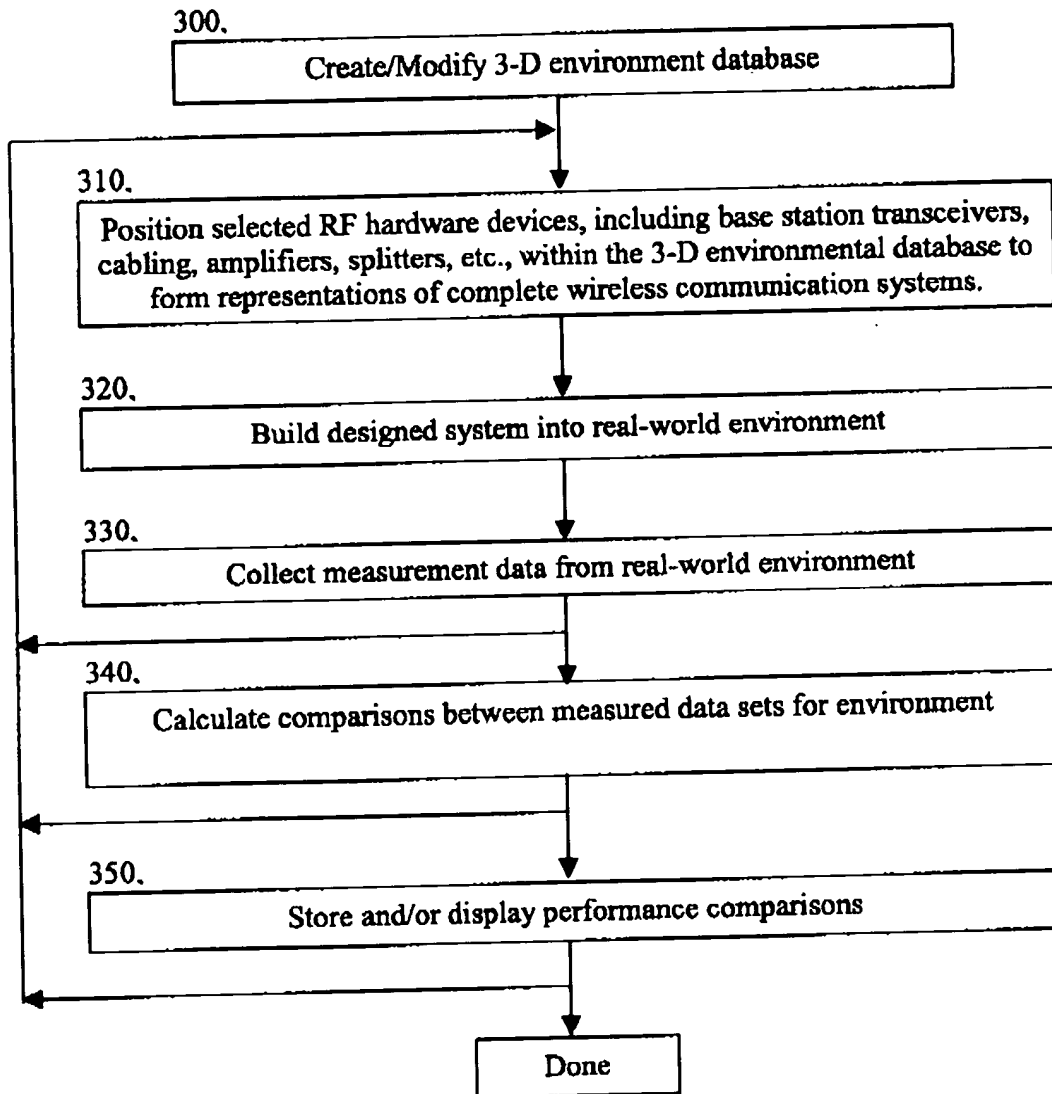 300.
Create/Modify 3-D environment database
310.
Position selected RF hardware devices, including base station transceivers,
cabling, amplifiers, splitters, etc., within the 3-D environmental database to
form representations of complete wireless communication systems.
320.
Build designed system into real-world environment
330.
Collect measurement data from real-world environment
340.
Calculate comparisons between measured data sets for environment
350.
Store and/or display performance comparisons
Done